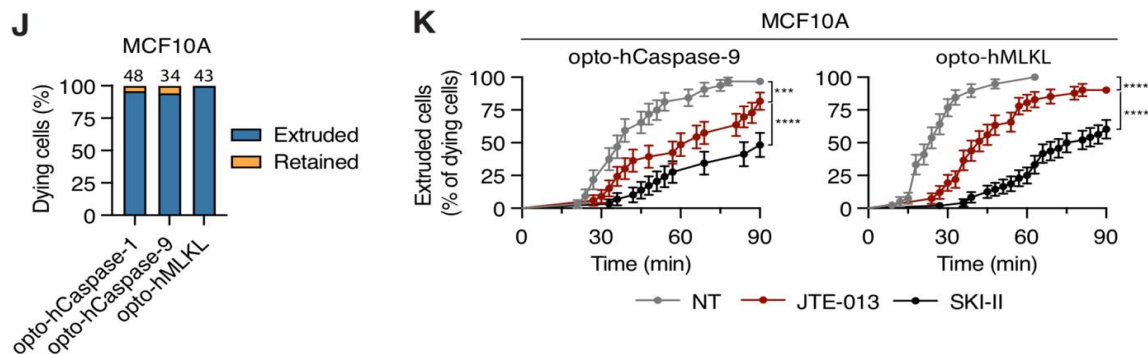 J
MCF10A
48 34 43
Dying cells (%)
100
75
50
25
0
opto-hCaspase-1
opto-hCaspase-9
opto-hMLKL
Extruded
Retained
K
MCF10A
opto-hCaspase-9
Extruded cells
(% of dying cells)
100
75
50
25
0
0 30 60 90
Time (min)
***
****
opto-hMLKL
100
75
50
25
0
0 30 60 90
Time (min)
****
****
NT JTE-013 SKI-II